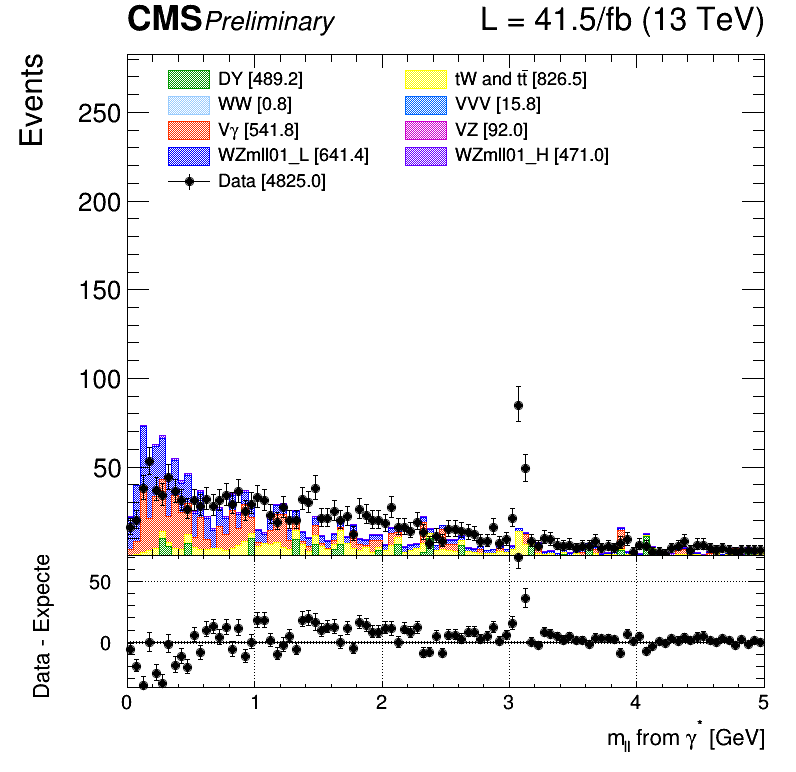 CMS Preliminary L = 41.5/fb (13 TeV)
Events
DY [489.2] tW and tt̄ [826.5]
WW [0.8] VVV [15.8]
Vγ [541.8] VZ [92.0]
WZmll01_L [641.4] WZmll01_H [471.0]
Data [4825.0]
250
200
150
100
50
Data - Expecte
50
0
0 1 2 3 4 5
m_ll from γ* [GeV]